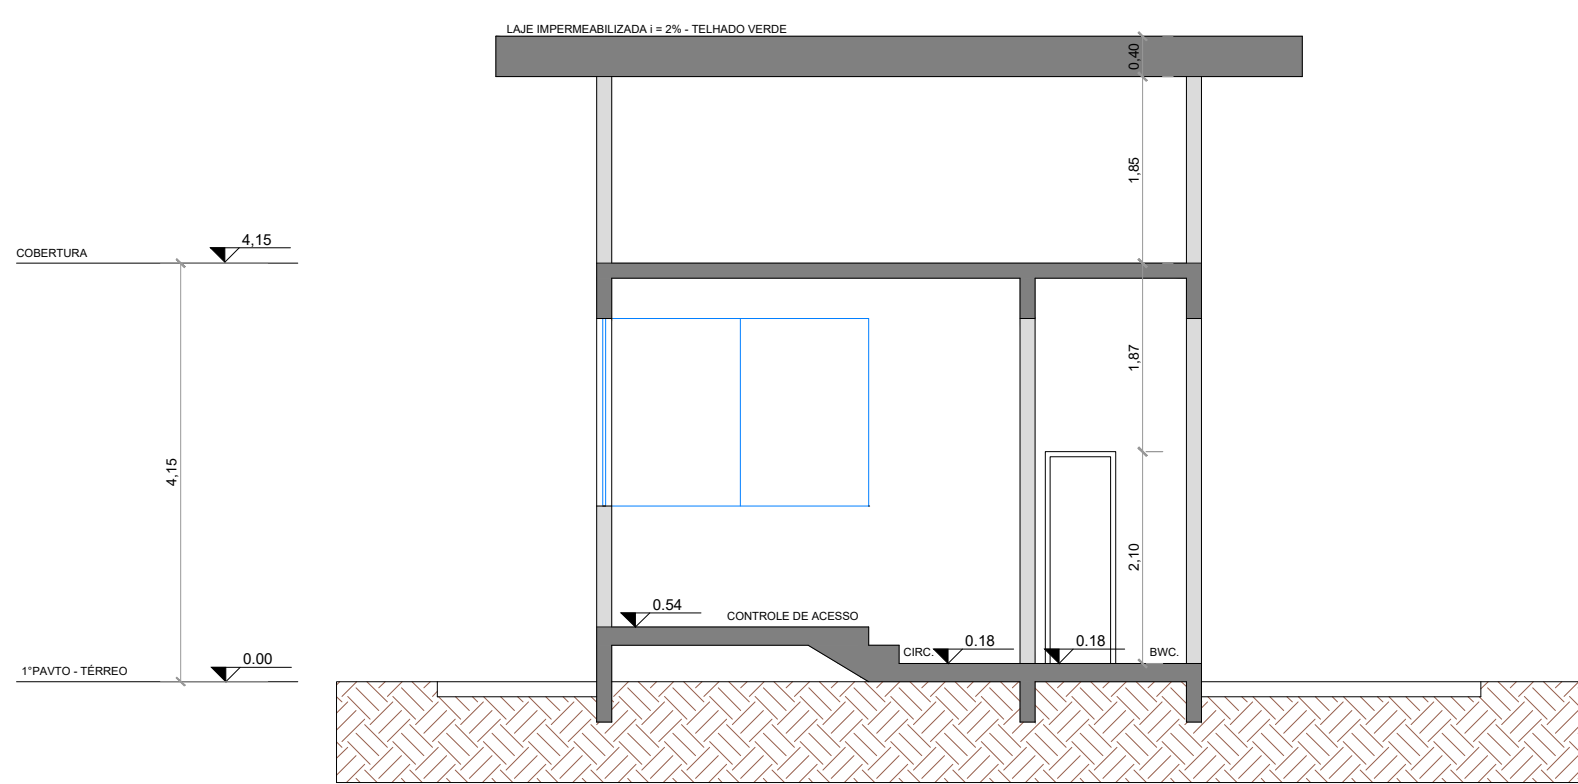 LAJE IMPERMEABILIZADA i = 2% - TELHADO VERDE
0,40
1,85
4,15
COBERTURA
1,87
4,15
2,10
0.54
CONTROLE DE ACESSO
0.18
0.18
CIRC.
BWC.
0.00
1°PAVTO - TÉRREO